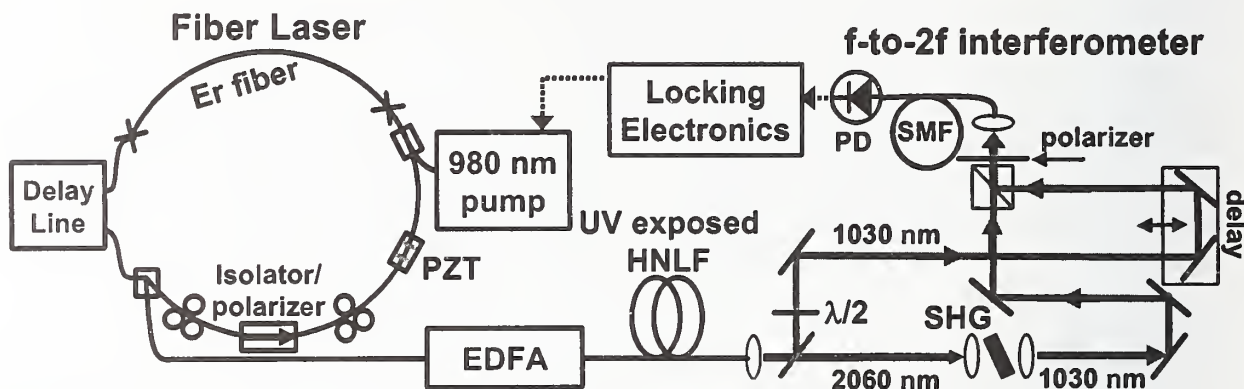 Fiber Laser
Er fiber
Delay
Line
Isolator/
polarizer
PZT
980 nm
pump
Locking
Electronics
f-to-2f interferometer
PD
SMF
polarizer
delay
UV exposed
HNLF
EDFA
1030 nm
λ/2
SHG
2060 nm
1030 nm